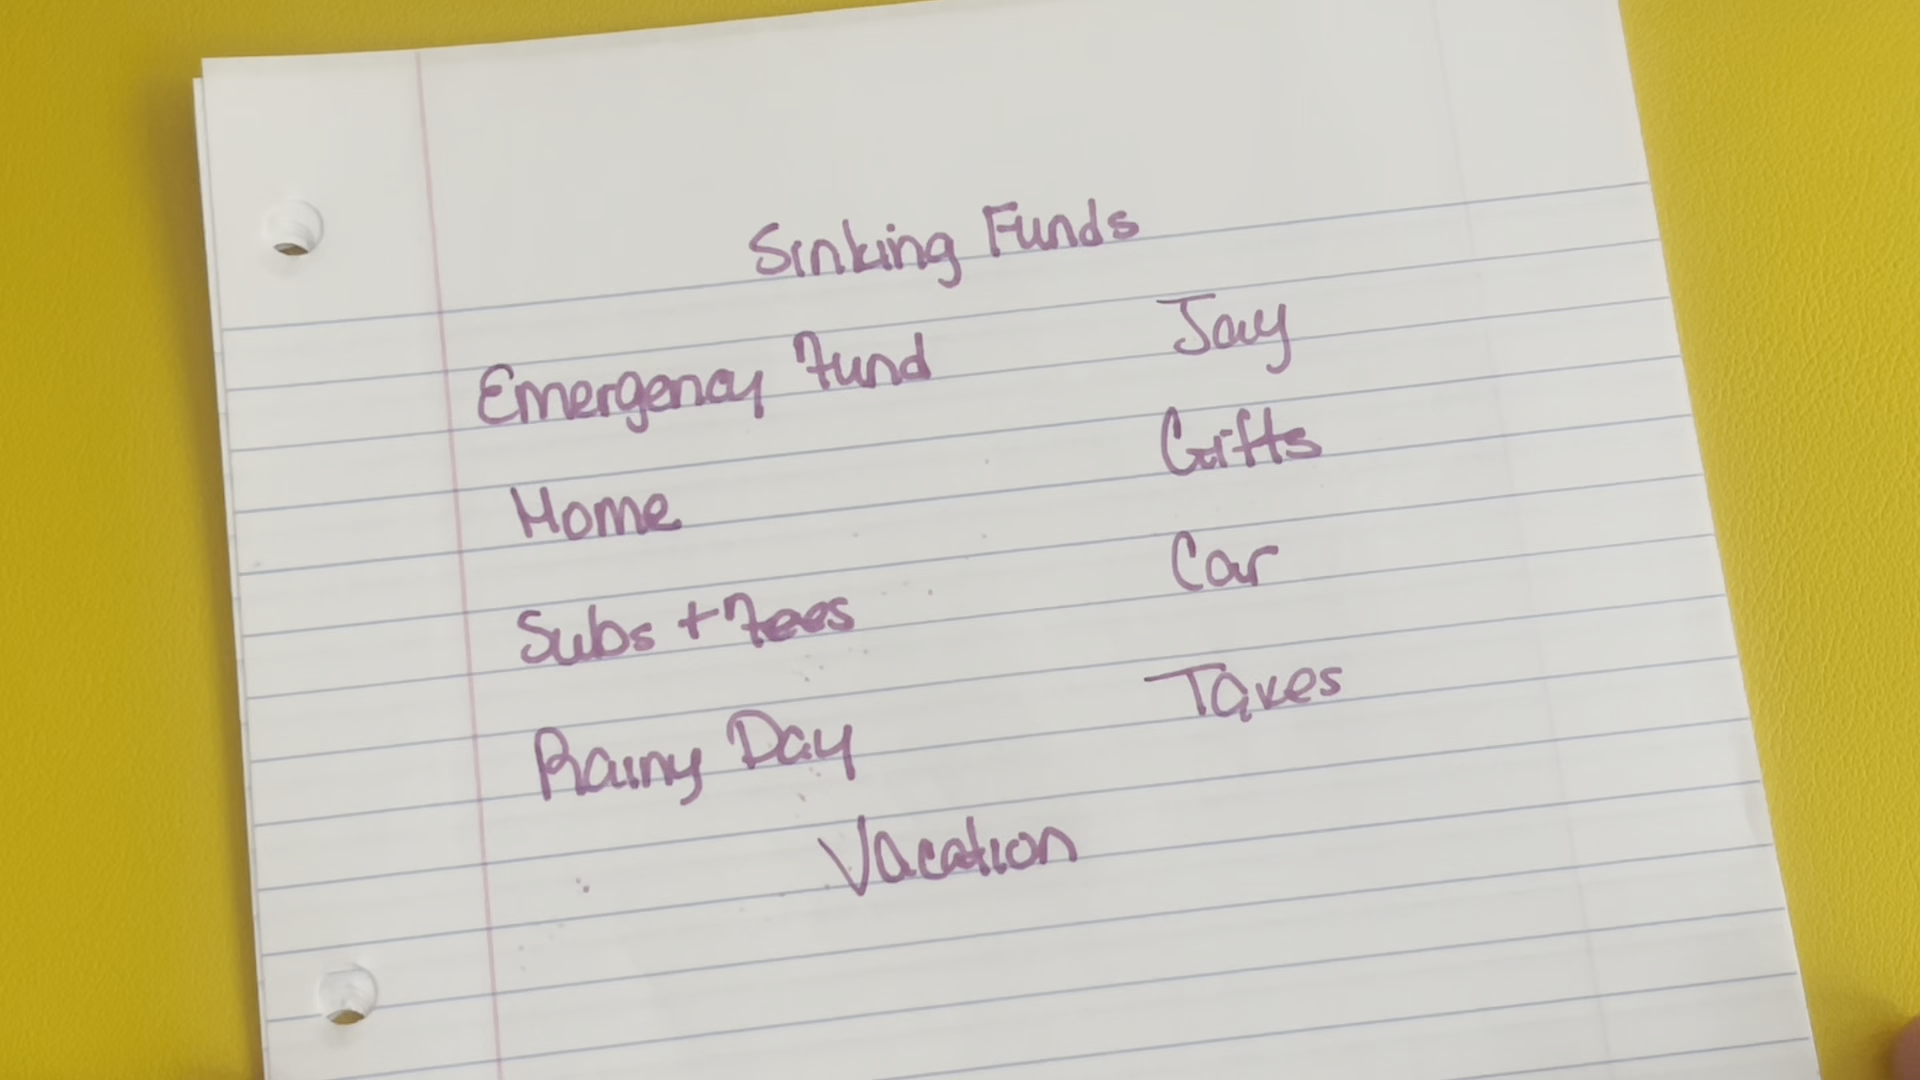 Sinking Funds
Emergency Fund
Home
Subs + Fees
Rainy Day
Jay
Gifts
Car
Taxes
Vacation